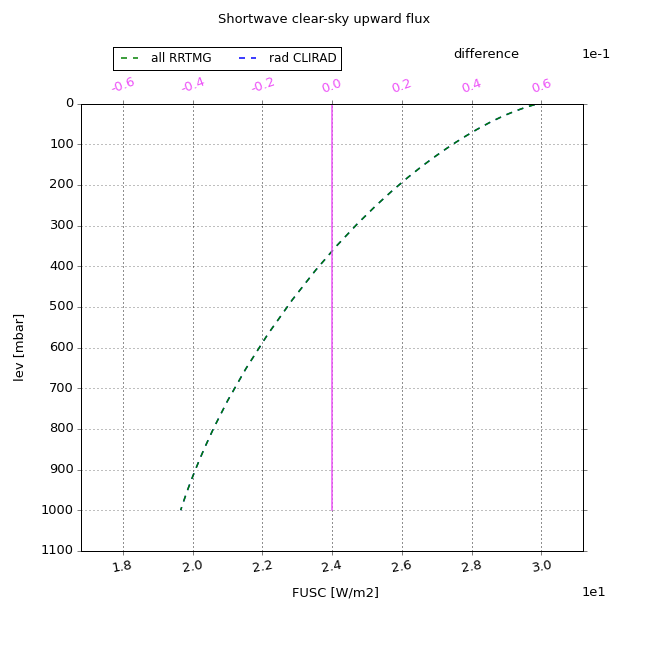 Shortwave clear-sky upward flux
all RRTMG rad CLIRAD difference 1e-1
-0.6 -0.4 -0.2 0.0 0.2 0.4 0.6
0
100
200
300
400
500
600
700
800
900
1000
1100
lev [mbar]
1.8 2.0 2.2 2.4 2.6 2.8 3.0
FUSC [W/m2] 1e1